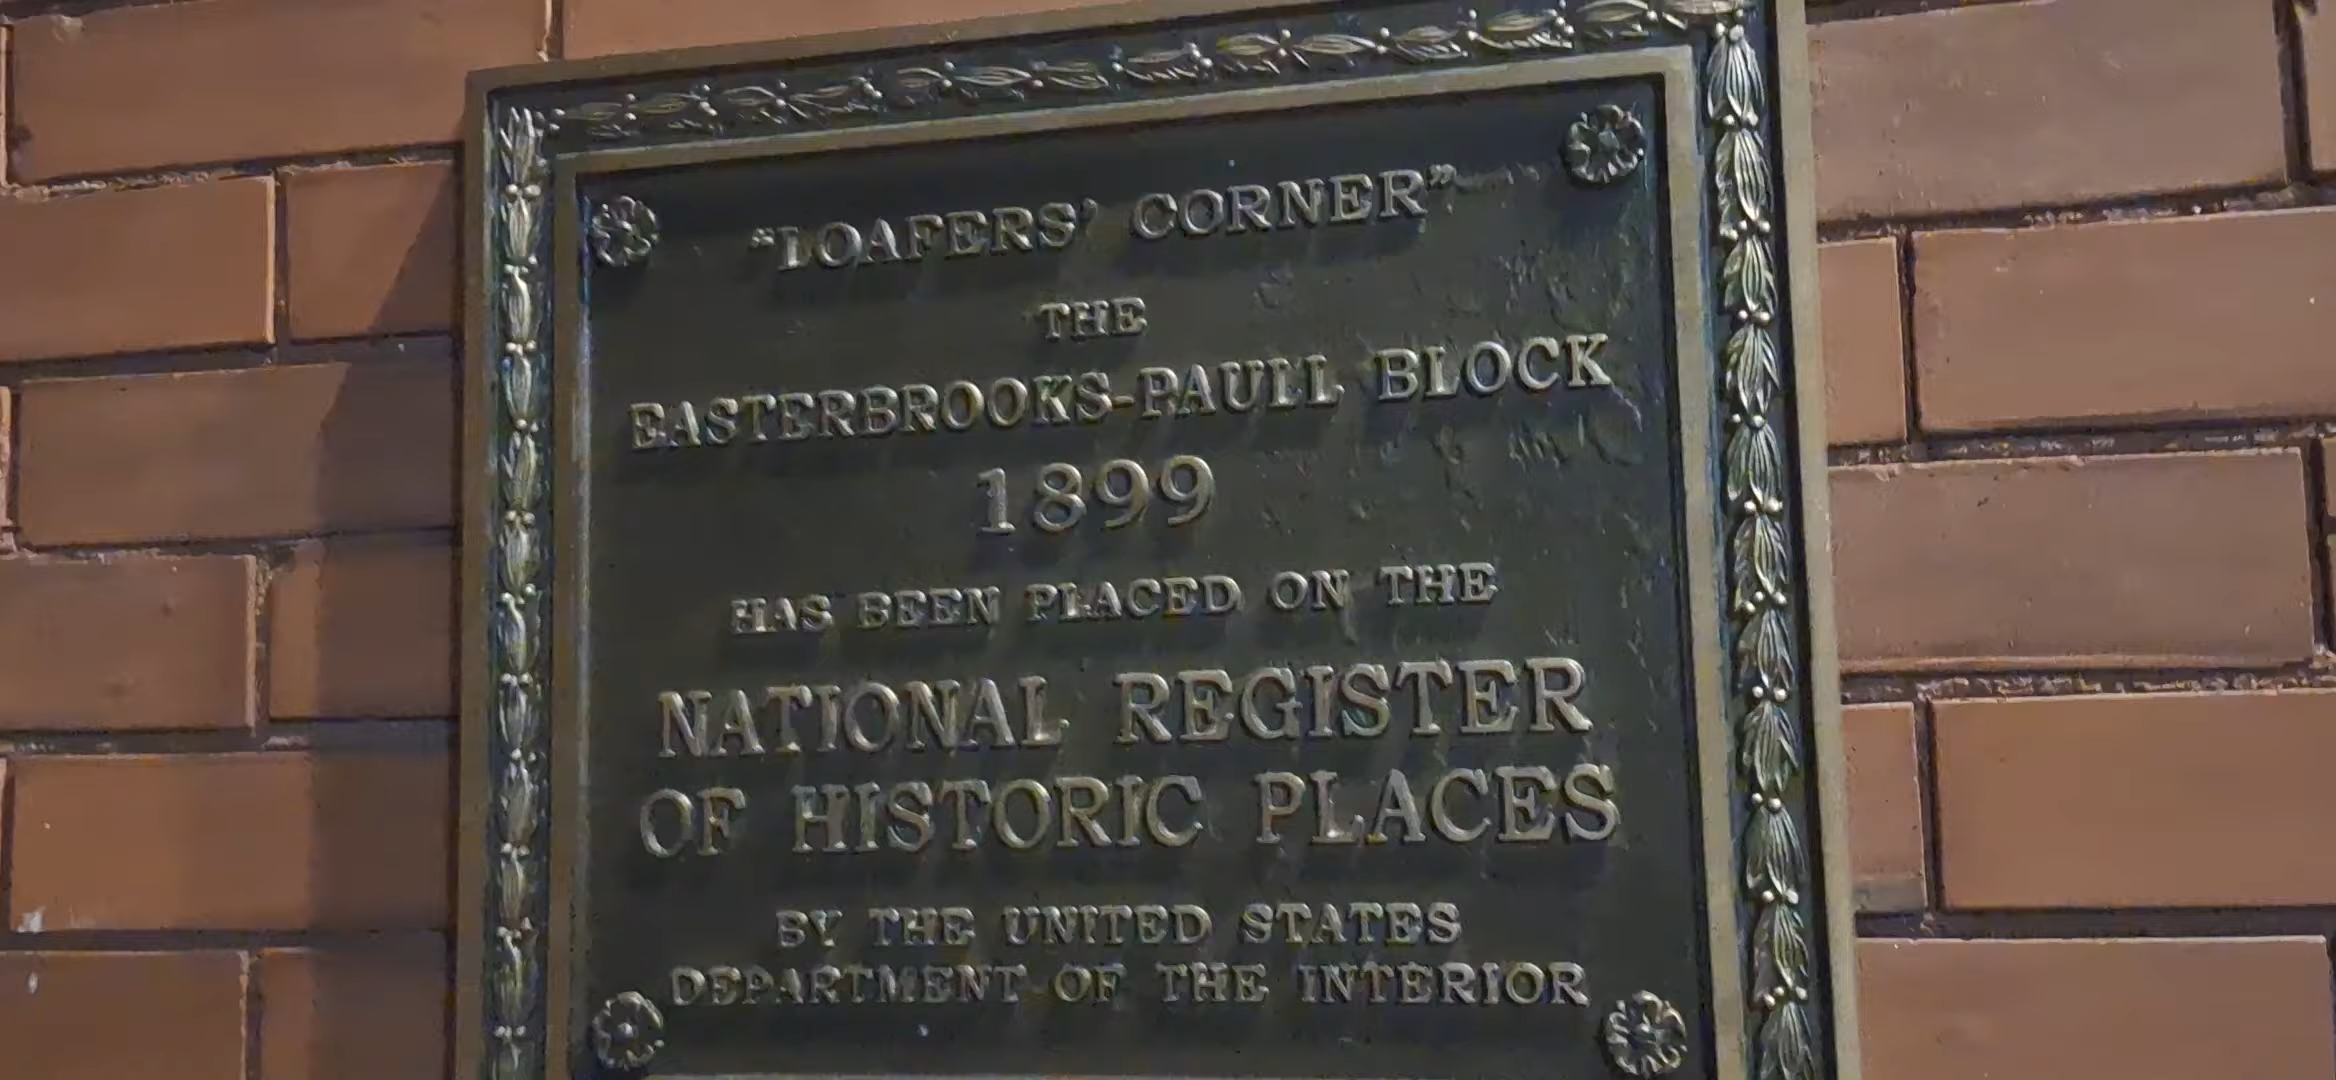 “LOAFERS’ CORNER”
THE
EASTERBROOKS-PAULL BLOCK
1899
HAS BEEN PLACED ON THE
NATIONAL REGISTER
OF HISTORIC PLACES
BY THE UNITED STATES
DEPARTMENT OF THE INTERIOR